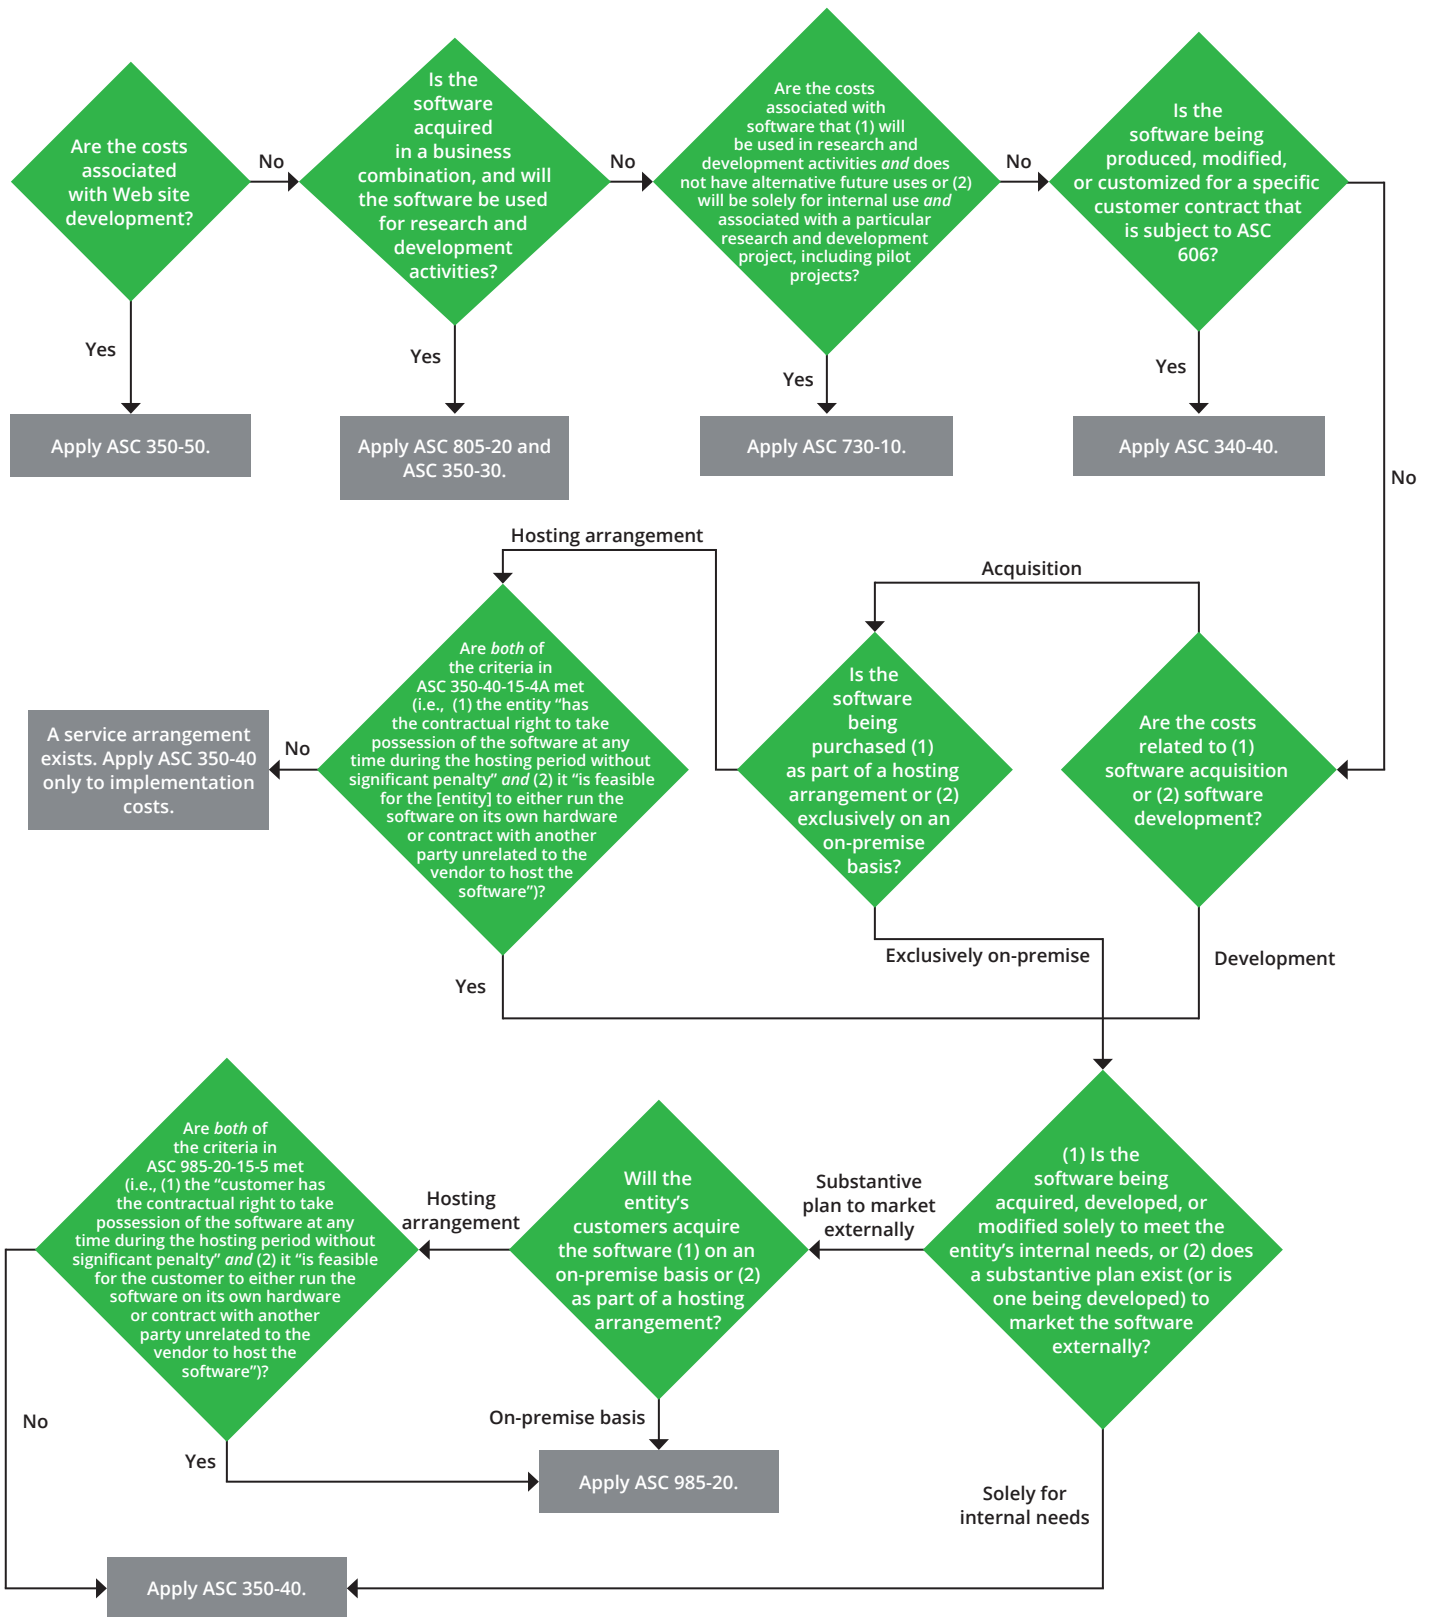 Are the costs
associated
with Web site
development?
No
Yes
Apply ASC 350-50.
Is the
software
acquired
in a business
combination, and will
the software be used
for research and
development
activities?
No
Yes
Apply ASC 805-20 and
ASC 350-30.
Are the costs
associated with
software that (1) will
be used in research and
development activities and does
not have alternative future uses or (2)
will be solely for internal use and
associated with a particular
research and development
project, including pilot
projects?
No
Yes
Apply ASC 730-10.
Is the
software being
produced, modified,
or customized for a specific
customer contract that
is subject to ASC
606?
Yes
Apply ASC 340-40.
No
Are the costs
related to (1)
software acquisition
or (2) software
development?
Acquisition
Development
Is the
software
being
purchased (1)
as part of a hosting
arrangement or (2)
exclusively on an
on-premise
basis?
Hosting arrangement
Exclusively on-premise
Are both of
the criteria in
ASC 350-40-15-4A met
(i.e., (1) the entity “has
the contractual right to take
possession of the software at any
time during the hosting period without
significant penalty” and (2) it “is feasible
for the [entity] to either run the
software on its own hardware
or contract with another
party unrelated to the
vendor to host the
software”)?
No
A service arrangement
exists. Apply ASC 350-40
only to implementation
costs.
Yes
(1) Is the
software being
acquired, developed, or
modified solely to meet the
entity’s internal needs, or (2) does
a substantive plan exist (or is
one being developed) to
market the software
externally?
Substantive
plan to market
externally
Solely for
internal needs
Will the
entity’s
customers acquire
the software (1) on an
on-premise basis or (2)
as part of a hosting
arrangement?
Hosting
arrangement
On-premise basis
Apply ASC 985-20.
Are both of
the criteria in
ASC 985-20-15-5 met
(i.e., (1) the “customer has
the contractual right to take
possession of the software at any
time during the hosting period without
significant penalty” and (2) it “is feasible
for the customer to either run the
software on its own hardware
or contract with another
party unrelated to the
vendor to host the
software”)?
Yes
No
Apply ASC 350-40.